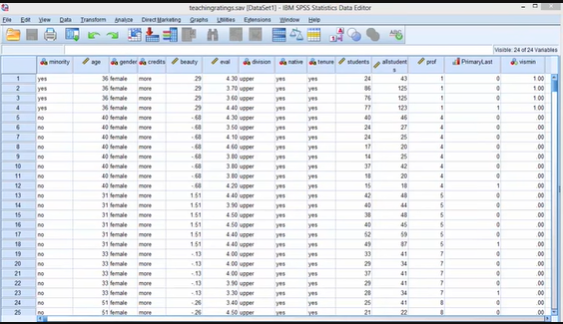 teachingratings.sav [DataSet1] - IBM SPSS Statistics Data Editor
File Edit View Data Transform Analyze Direct Marketing Graphs Utilities Extensions Window Help
Visible: 24 of 24 Variables
minority age gender credits beauty eval division native tenure students allstudents prof PrimaryLast vismin
1 yes 36 female more .29 4.30 upper yes yes 24 43 1 0 1.00
2 yes 36 female more .29 3.70 upper yes yes 86 125 1 0 1.00
3 yes 36 female more .29 3.60 upper yes yes 76 125 1 0 1.00
4 yes 36 female more .29 4.40 upper yes yes 77 123 1 1 1.00
5 no 40 female more -.68 4.30 upper yes yes 40 46 4 0 .00
6 no 40 female more -.68 3.50 upper yes yes 24 27 4 0 .00
7 no 40 female more -.68 4.10 upper yes yes 24 25 4 0 .00
8 no 40 female more -.68 4.60 upper yes yes 17 20 4 0 .00
9 no 40 female more -.68 3.80 upper yes yes 14 25 4 0 .00
10 no 40 female more -.68 3.80 upper yes yes 37 42 4 0 .00
11 no 40 female more -.68 3.80 upper yes yes 18 20 4 0 .00
12 no 40 female more -.68 4.20 upper yes yes 15 18 4 1 .00
13 no 31 female more 1.51 4.40 upper yes yes 42 48 5 0 .00
14 no 31 female more 1.51 3.90 upper yes yes 40 44 5 0 .00
15 no 31 female more 1.51 4.50 upper yes yes 38 48 5 0 .00
16 no 31 female more 1.51 4.50 upper yes yes 40 45 5 0 .00
17 no 31 female more 1.51 4.50 upper yes yes 52 59 5 0 .00
18 no 31 female more 1.51 4.40 upper yes yes 49 87 5 1 .00
19 no 33 female more -.13 4.00 upper yes yes 33 41 7 0 .00
20 no 33 female more -.13 4.00 upper yes yes 29 34 7 0 .00
21 no 33 female more -.13 upper yes yes 37 41 7 0 .00
22 no 33 female more -.13 3.90 upper yes yes 29 41 7 0 .00
23 no 33 female more -.13 3.30 upper yes yes 28 34 7 1 .00
24 no 51 female more -.26 3.40 upper yes yes 25 41 8 0 .00
25 no 51 female more -.26 4.50 upper yes yes 21 22 8 0 .00